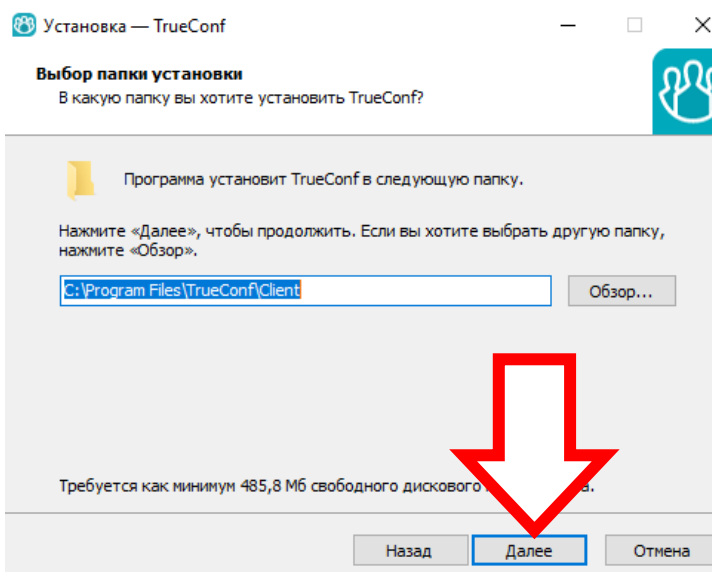 Установка — TrueConf
Выбор папки установки
В какую папку вы хотите установить TrueConf?
Программа установит TrueConf в следующую папку.
Нажмите «Далее», чтобы продолжить. Если вы хотите выбрать другую папку,
нажмите «Обзор».
C:\Program Files\TrueConf\Client
Обзор...
Требуется как минимум 485,8 Мб свободного дискового
Назад
Далее
Отмена